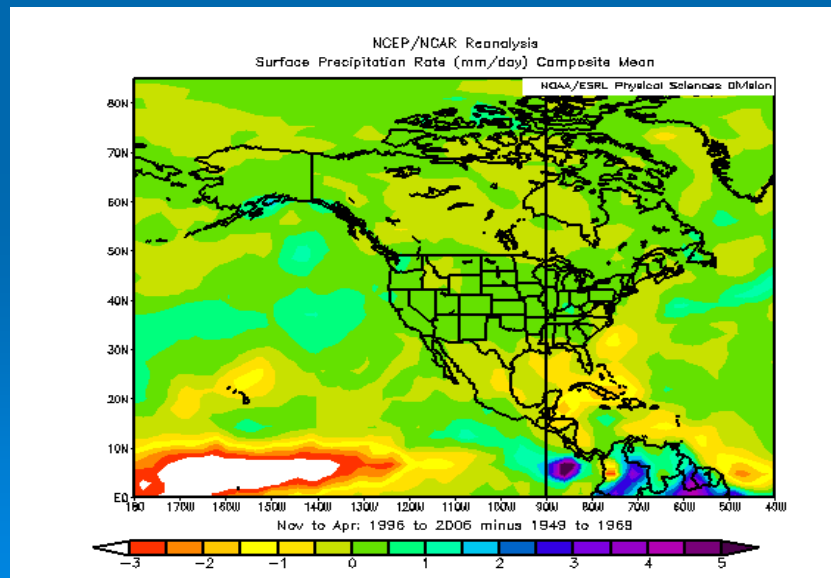 NCEP/NCAR Reanalysis
Surface Precipitation Rate (mm/day) Composite Mean
NOAA/ESRL Physical Sciences Division
80N
70N
60N
50N
40N
30N
20N
10N
EQ
180 170W 160W 150W 140W 130W 120W 110W 100W 90W 80W 70W 60W 50W 40W
Nov to Apr: 1996 to 2006 minus 1949 to 1968
-3 -2 -1 0 1 2 3 4 5